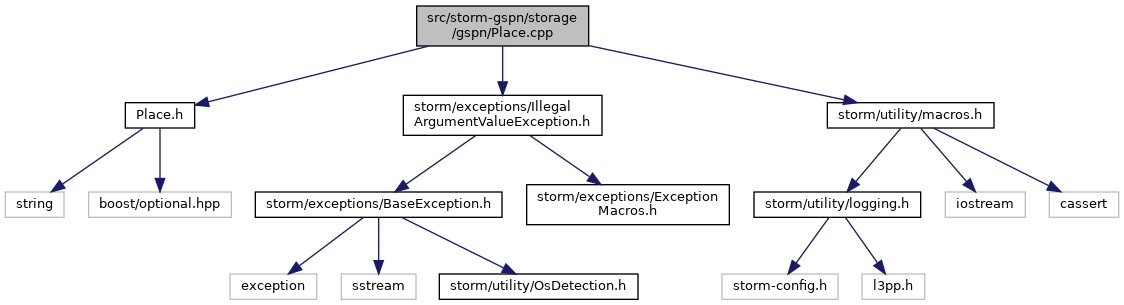 src/storm-gspn/storage
/gspn/Place.cpp
Place.h
storm/exceptions/Illegal
ArgumentValueException.h
storm/utility/macros.h
string
boost/optional.hpp
storm/exceptions/BaseException.h
storm/exceptions/Exception
Macros.h
storm/utility/logging.h
iostream
cassert
exception
sstream
storm/utility/OsDetection.h
storm-config.h
l3pp.h